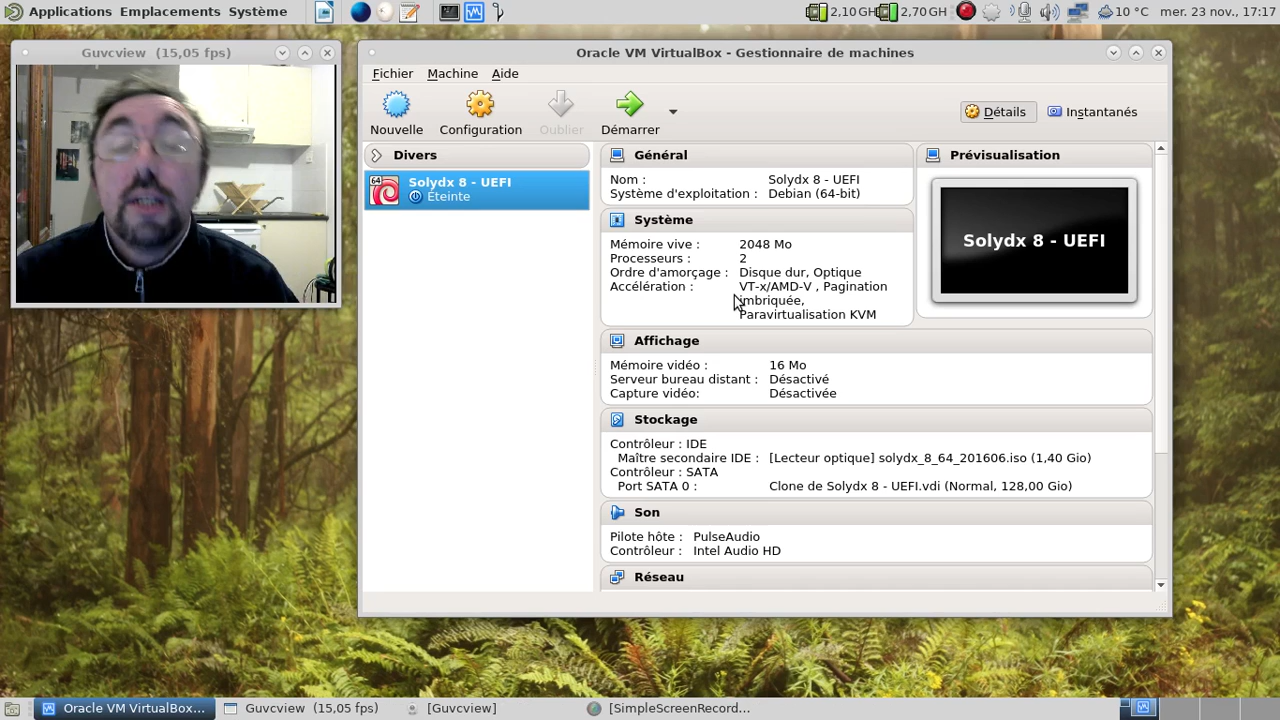 Applications Emplacements Système
2,10GH 2,70 GH 10 °C mer. 23 nov., 17:17
Guvcview (15,05 fps)
Oracle VM VirtualBox - Gestionnaire de machines
Fichier Machine Aide
Nouvelle Configuration Oublier Démarrer
Détails Instantanés
Divers
64 Solydx 8 - UEFI
Éteinte
Général
Nom : Solydx 8 - UEFI
Système d'exploitation : Debian (64-bit)
Système
Mémoire vive : 2048 Mo
Processeurs : 2
Ordre d'amorçage : Disque dur, Optique
Accélération : VT-x/AMD-V , Pagination
imbriquée,
Paravirtualisation KVM
Prévisualisation
Solydx 8 - UEFI
Affichage
Mémoire vidéo : 16 Mo
Serveur bureau distant : Désactivé
Capture vidéo: Désactivée
Stockage
Contrôleur : IDE
Maître secondaire IDE : [Lecteur optique] solydx_8_64_201606.iso (1,40 Gio)
Contrôleur : SATA
Port SATA 0 : Clone de Solydx 8 - UEFI.vdi (Normal, 128,00 Gio)
Son
Pilote hôte : PulseAudio
Contrôleur : Intel Audio HD
Réseau
Oracle VM VirtualBox... Guvcview (15,05 fps) [Guvcview] [SimpleScreenRecord...